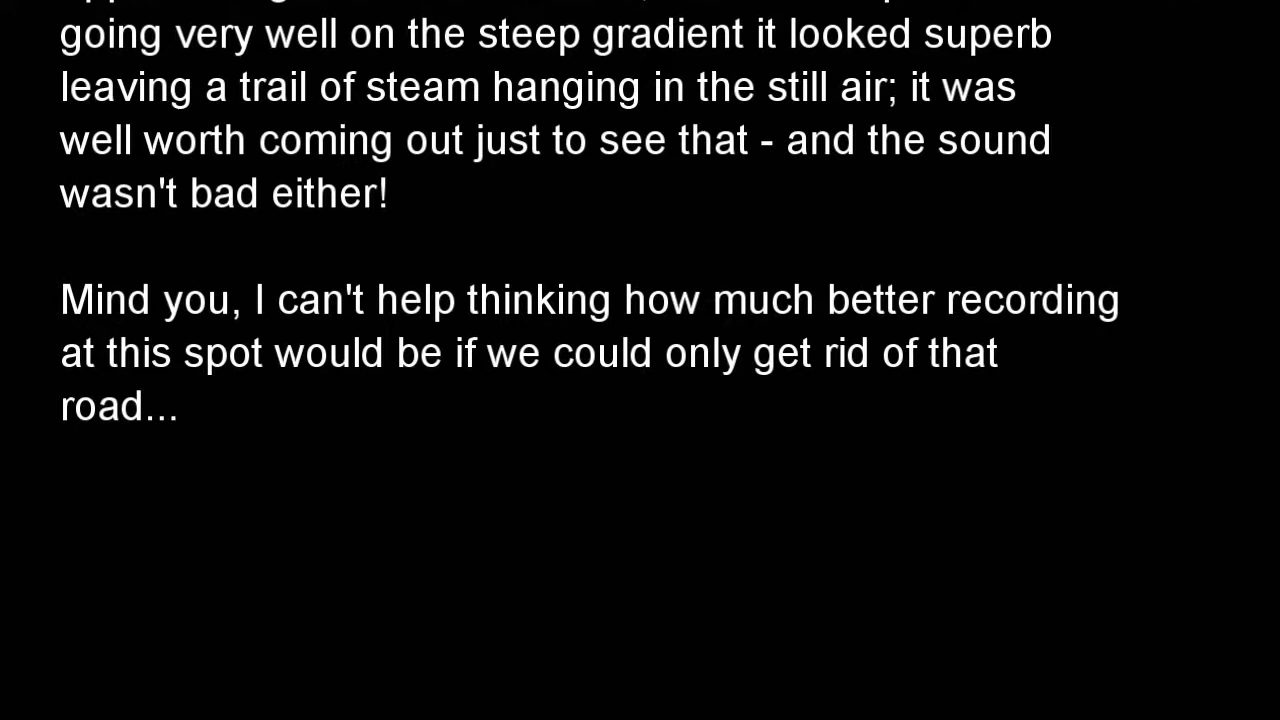 going very well on the steep gradient it looked superb
leaving a trail of steam hanging in the still air; it was
well worth coming out just to see that - and the sound
wasn't bad either!
Mind you, I can't help thinking how much better recording
at this spot would be if we could only get rid of that
road...